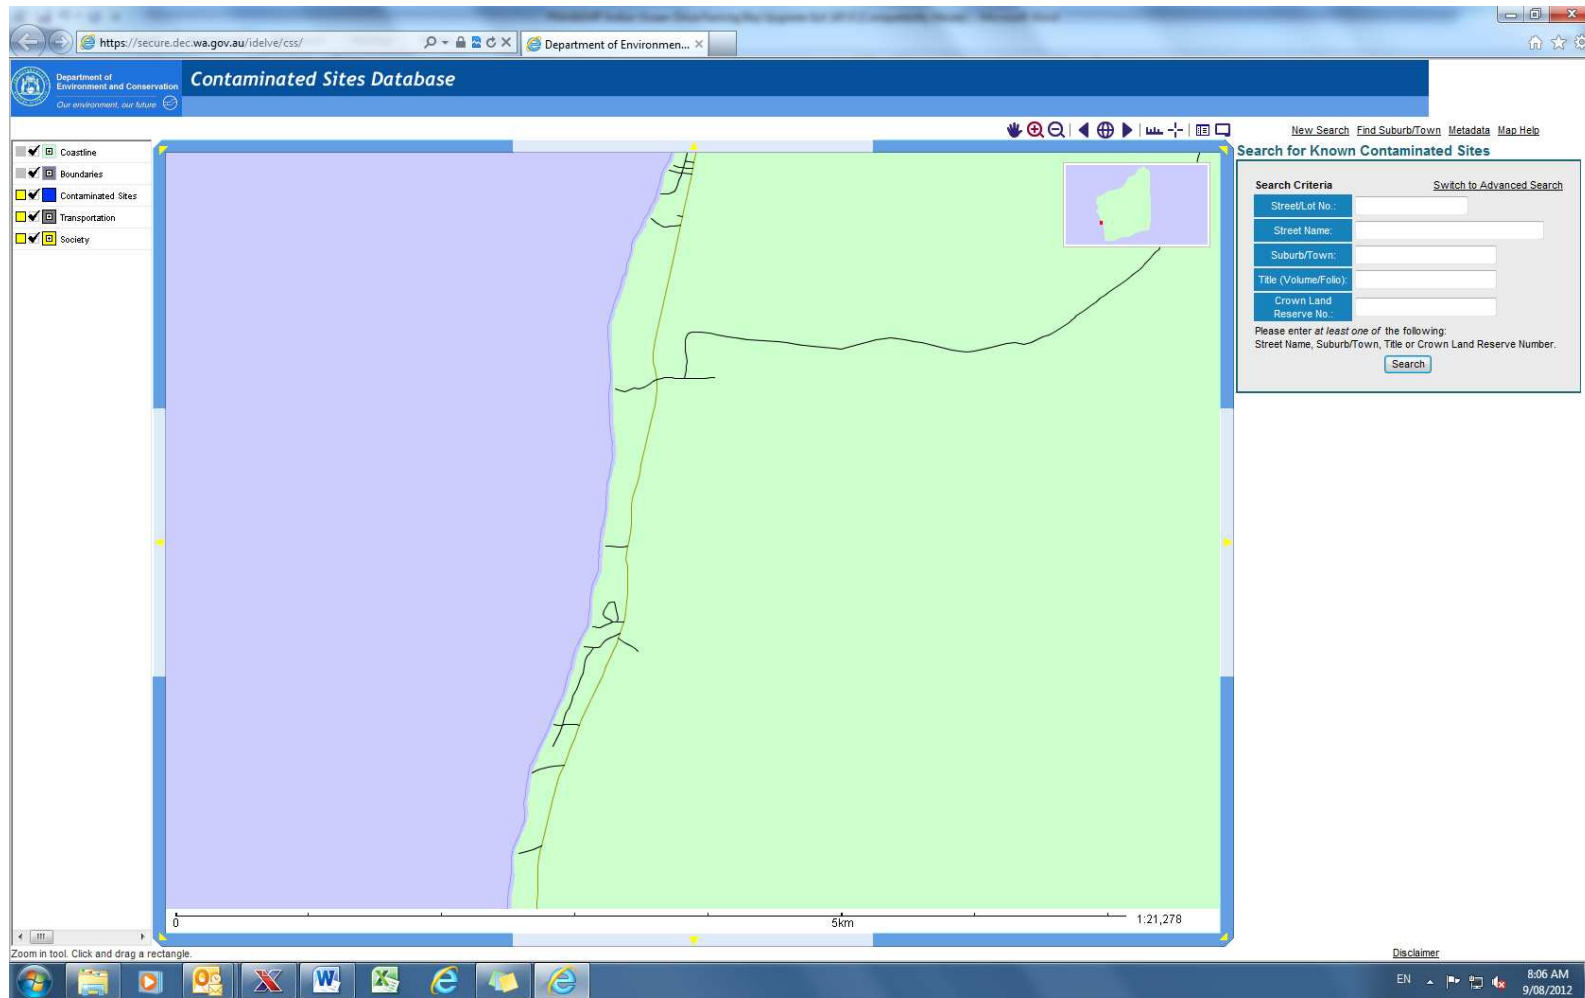 https://secure.dec.wa.gov.au/idelve/css/
Department of Environmen...
Department of
Environment and Conservation
Our environment, our future
Contaminated Sites Database
New Search Find Suburb/Town Metadata Map Help
Coastline
Boundaries
Contaminated Sites
Transportation
Society
Search for Known Contaminated Sites
Search Criteria Switch to Advanced Search
Street/Lot No.:
Street Name:
Suburb/Town:
Title (Volume/Folio):
Crown Land
Reserve No.:
Please enter at least one of the following:
Street Name, Suburb/Town, Title or Crown Land Reserve Number.
Search
0 5km 1:21,278
Zoom in tool. Click and drag a rectangle.
Disclaimer
EN
8:06 AM
9/08/2012